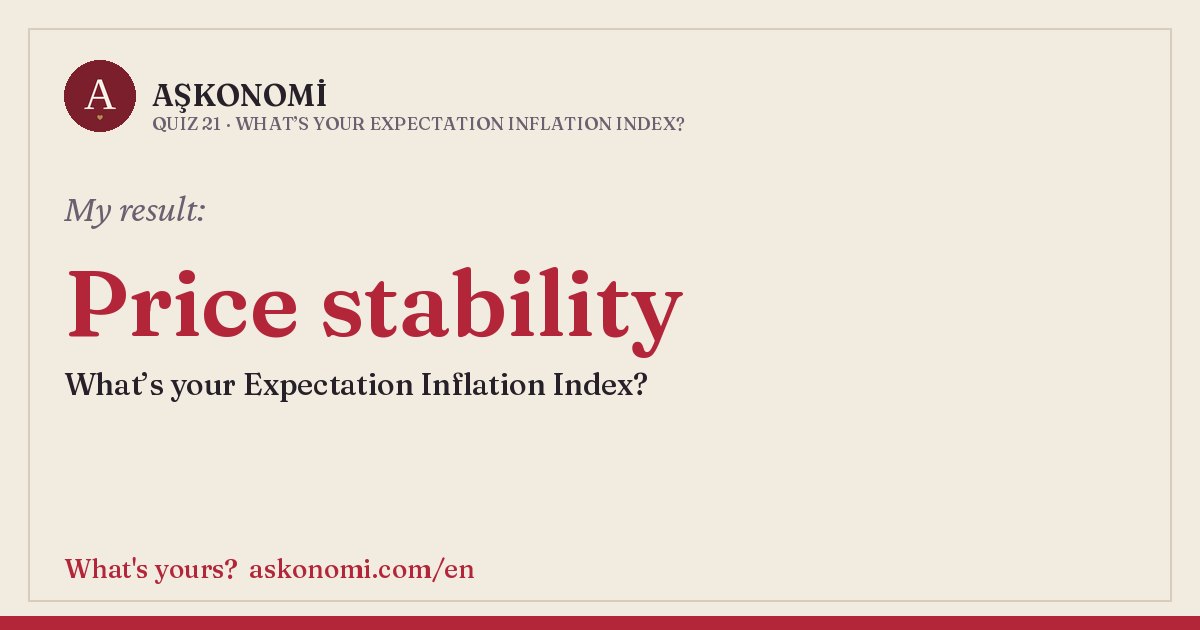 A
AŞKONOMİ
QUIZ 21 · WHAT’S YOUR EXPECTATION INFLATION INDEX?
My result:
Price stability
What’s your Expectation Inflation Index?
What's yours? askonomi.com/en